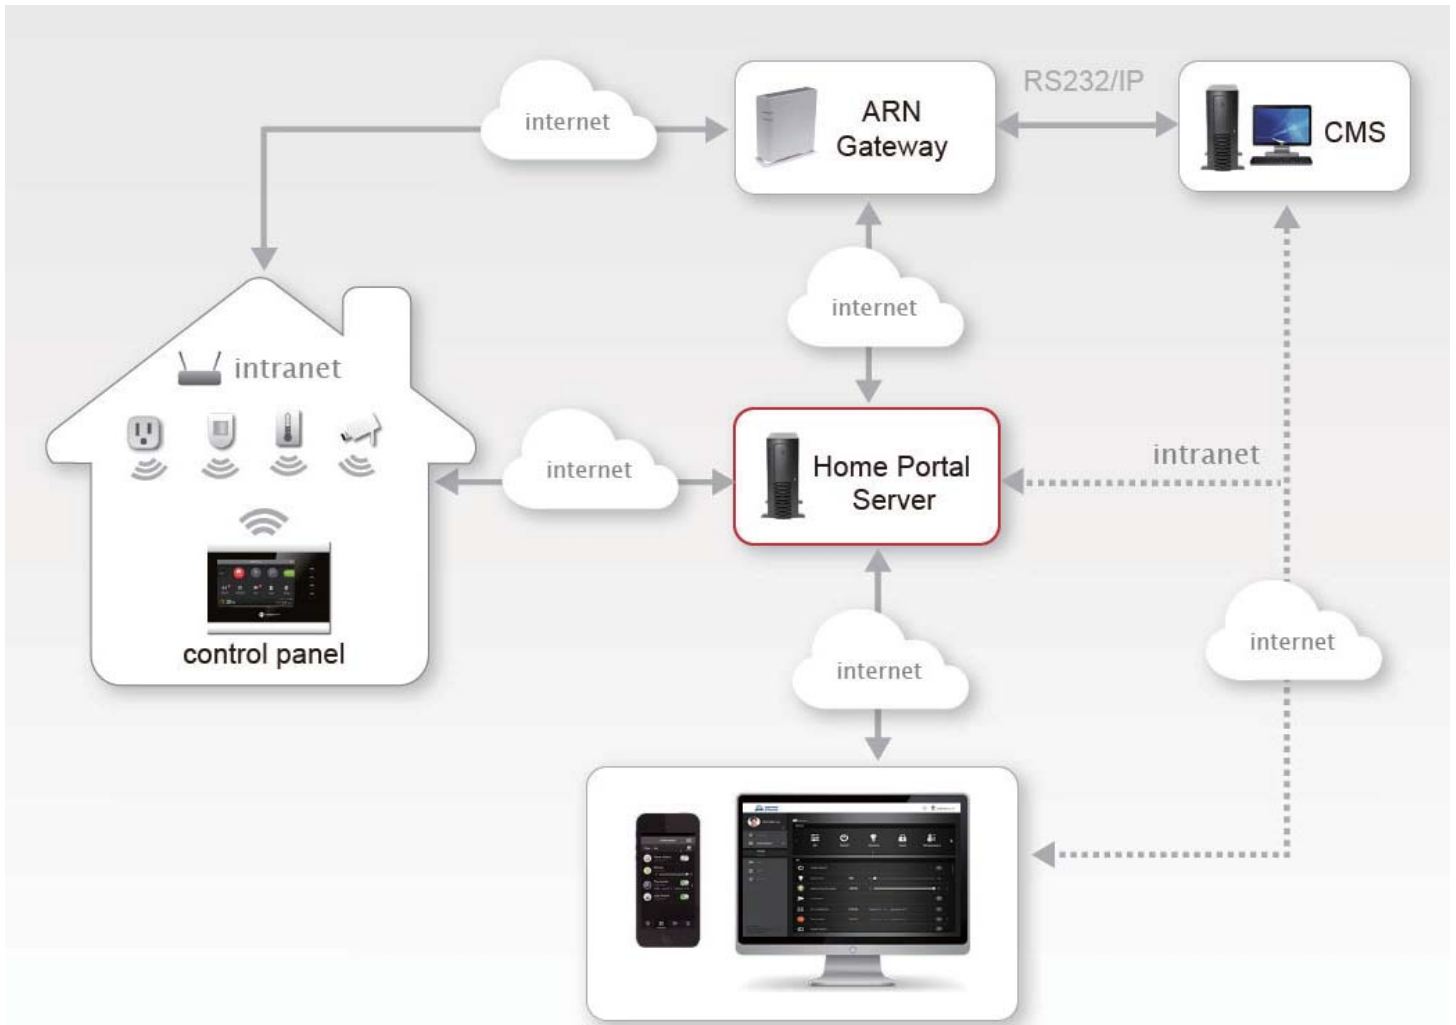 internet
ARN
Gateway
RS232/IP
CMS
internet
intranet
internet
Home Portal
Server
intranet
control panel
internet
internet